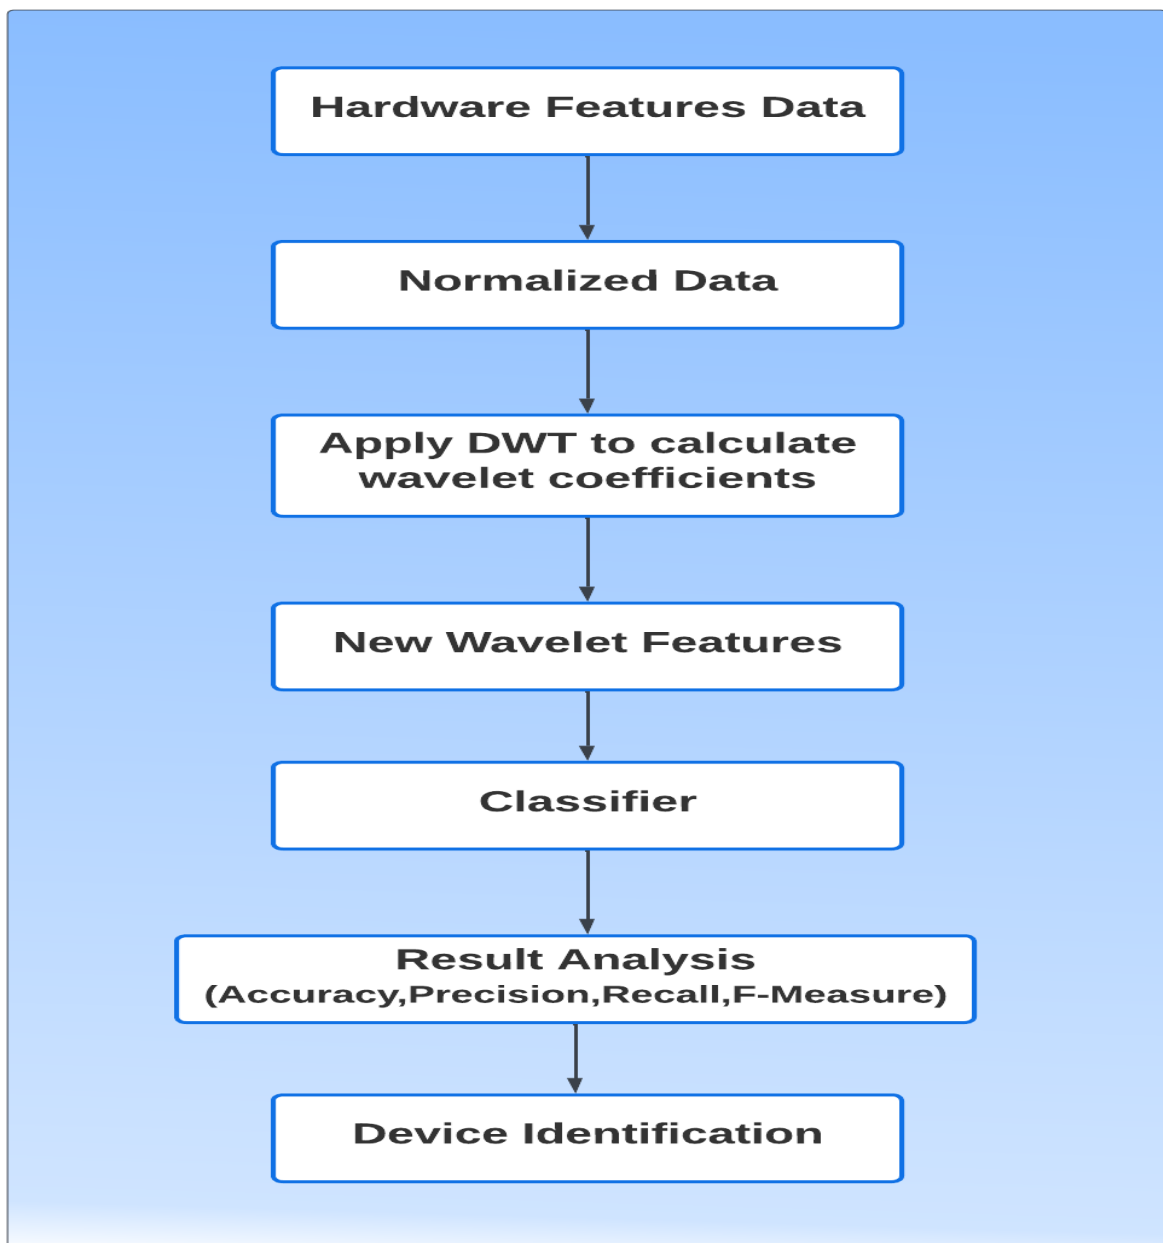 Hardware Features Data
Normalized Data
Apply DWT to calculate
wavelet coefficients
New Wavelet Features
Classifier
Result Analysis
(Accuracy,Precision,Recall,F-Measure)
Device Identification